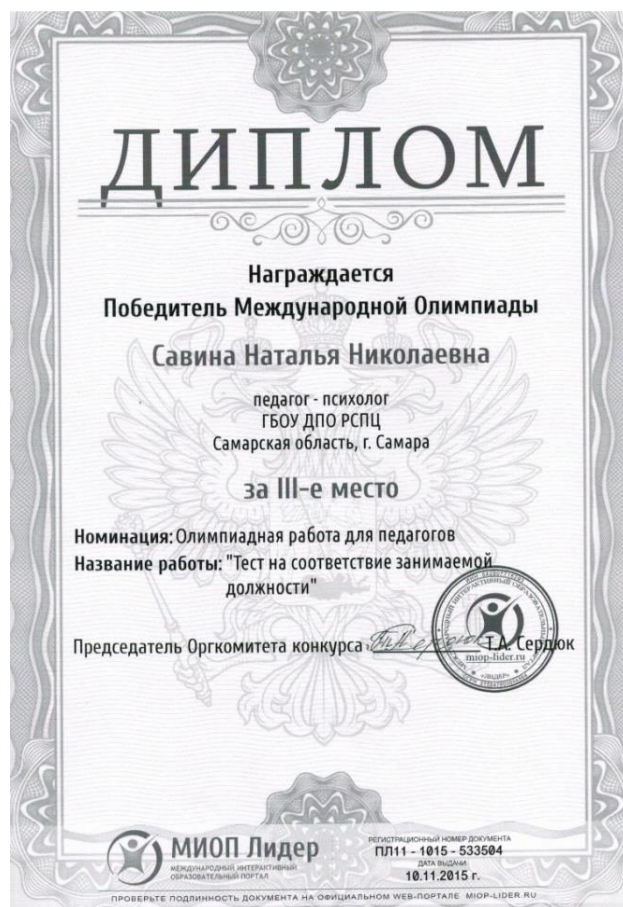 ДИПЛОМ
Награждается
Победитель Международной Олимпиады
Савина Наталья Николаевна
педагог - психолог
ГБОУ ДПО РСПЦ
Самарская область, г. Самара
за III-е место
Номинация: Олимпиадная работа для педагогов
Название работы: "Тест на соответствие занимаемой
должности"
Председатель Оргкомитета конкурса Т.А. Сердюк
miop-lider.ru
«ЛИДЕР»
МИОП Лидер
МЕЖДУНАРОДНЫЙ ИНТЕРАКТИВНЫЙ
ОБРАЗОВАТЕЛЬНЫЙ ПОРТАЛ
РЕГИСТРАЦИОННЫЙ НОМЕР ДОКУМЕНТА
ПЛ11 - 1015 - 533504
ДАТА ВЫДАЧИ
10.11.2015 г.
ПРОВЕРЬТЕ ПОДЛИННОСТЬ ДОКУМЕНТА НА ОФИЦИАЛЬНОМ WEB-ПОРТАЛЕ MIOP-LIDER.RU